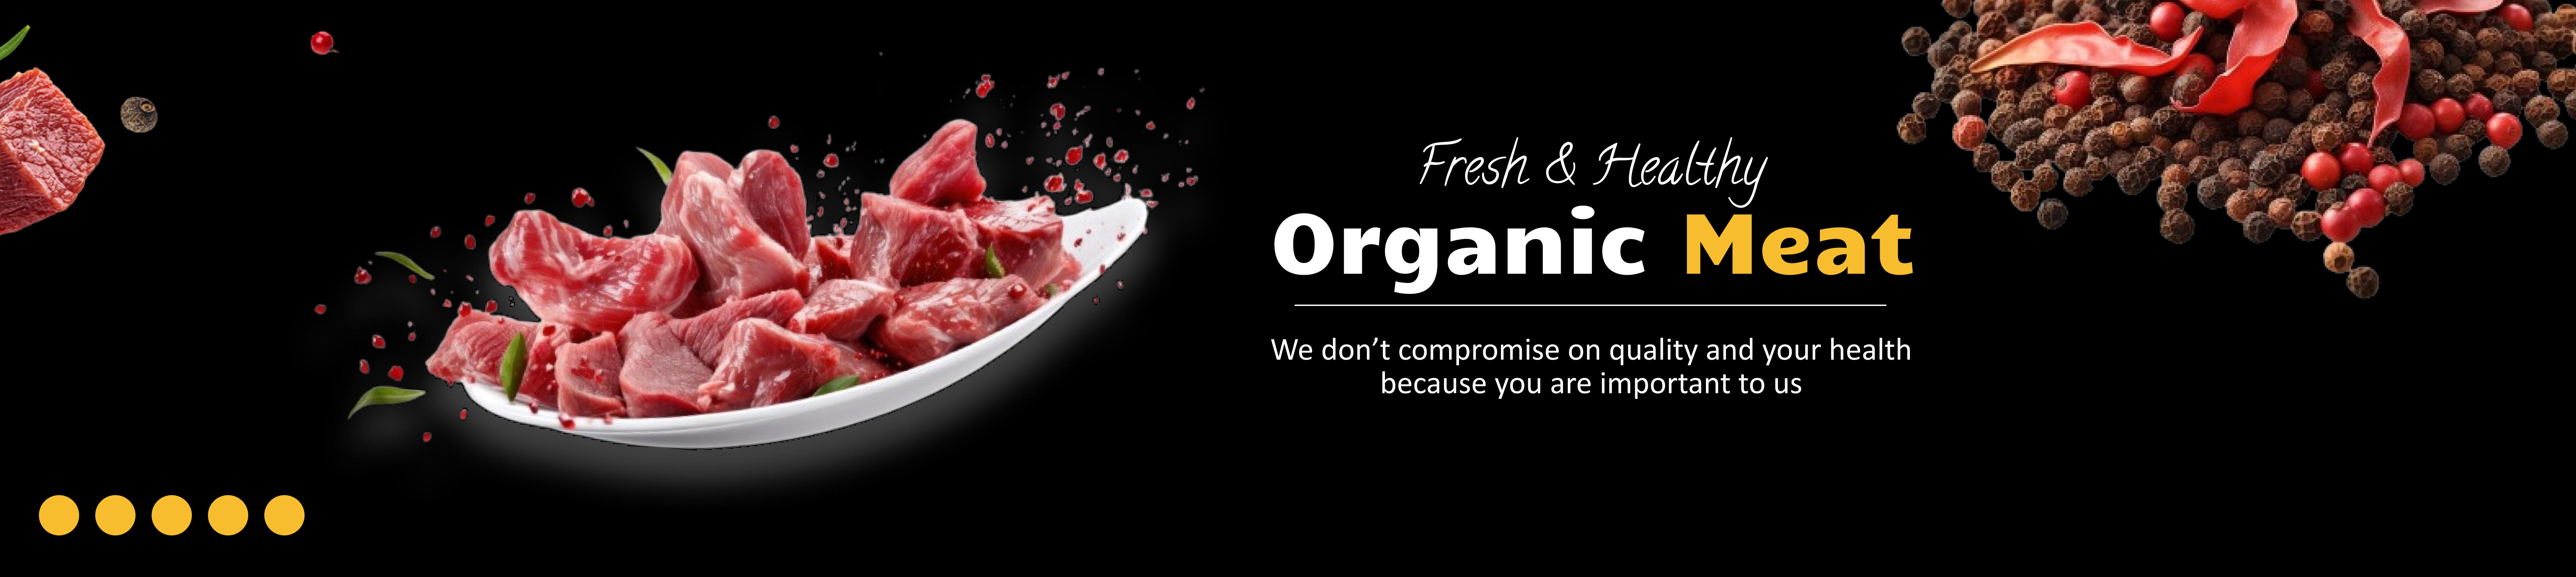 Fresh & Healthy
Organic Meat
We don’t compromise on quality and your health
because you are important to us